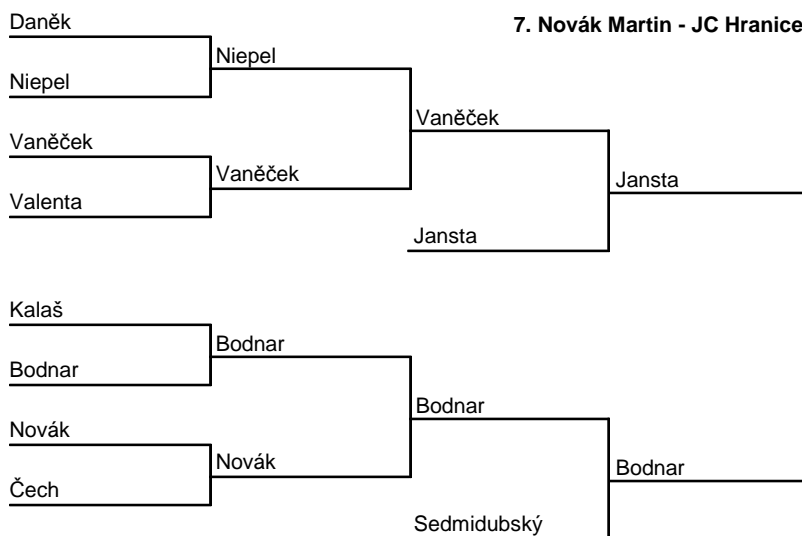 Daněk
7. Novák Martin - JC Hranice
Niepel
Niepel
Vaněček
Vaněček
Vaněček
Jansta
Valenta
Jansta
Kalaš
Bodnar
Bodnar
Bodnar
Novák
Novák
Bodnar
Čech
Sedmidubský